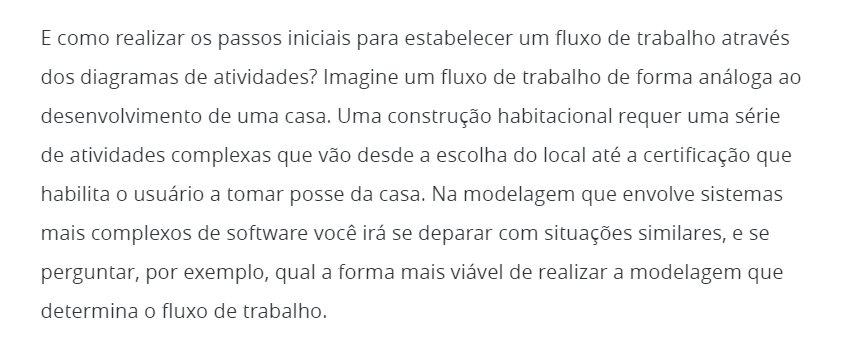 E como realizar os passos iniciais para estabelecer um fluxo de trabalho através
dos diagramas de atividades? Imagine um fluxo de trabalho de forma análoga ao
desenvolvimento de uma casa. Uma construção habitacional requer uma série
de atividades complexas que vão desde a escolha do local até a certificação que
habilita o usuário a tomar posse da casa. Na modelagem que envolve sistemas
mais complexos de software você irá se deparar com situações similares, e se
perguntar, por exemplo, qual a forma mais viável de realizar a modelagem que
determina o fluxo de trabalho.